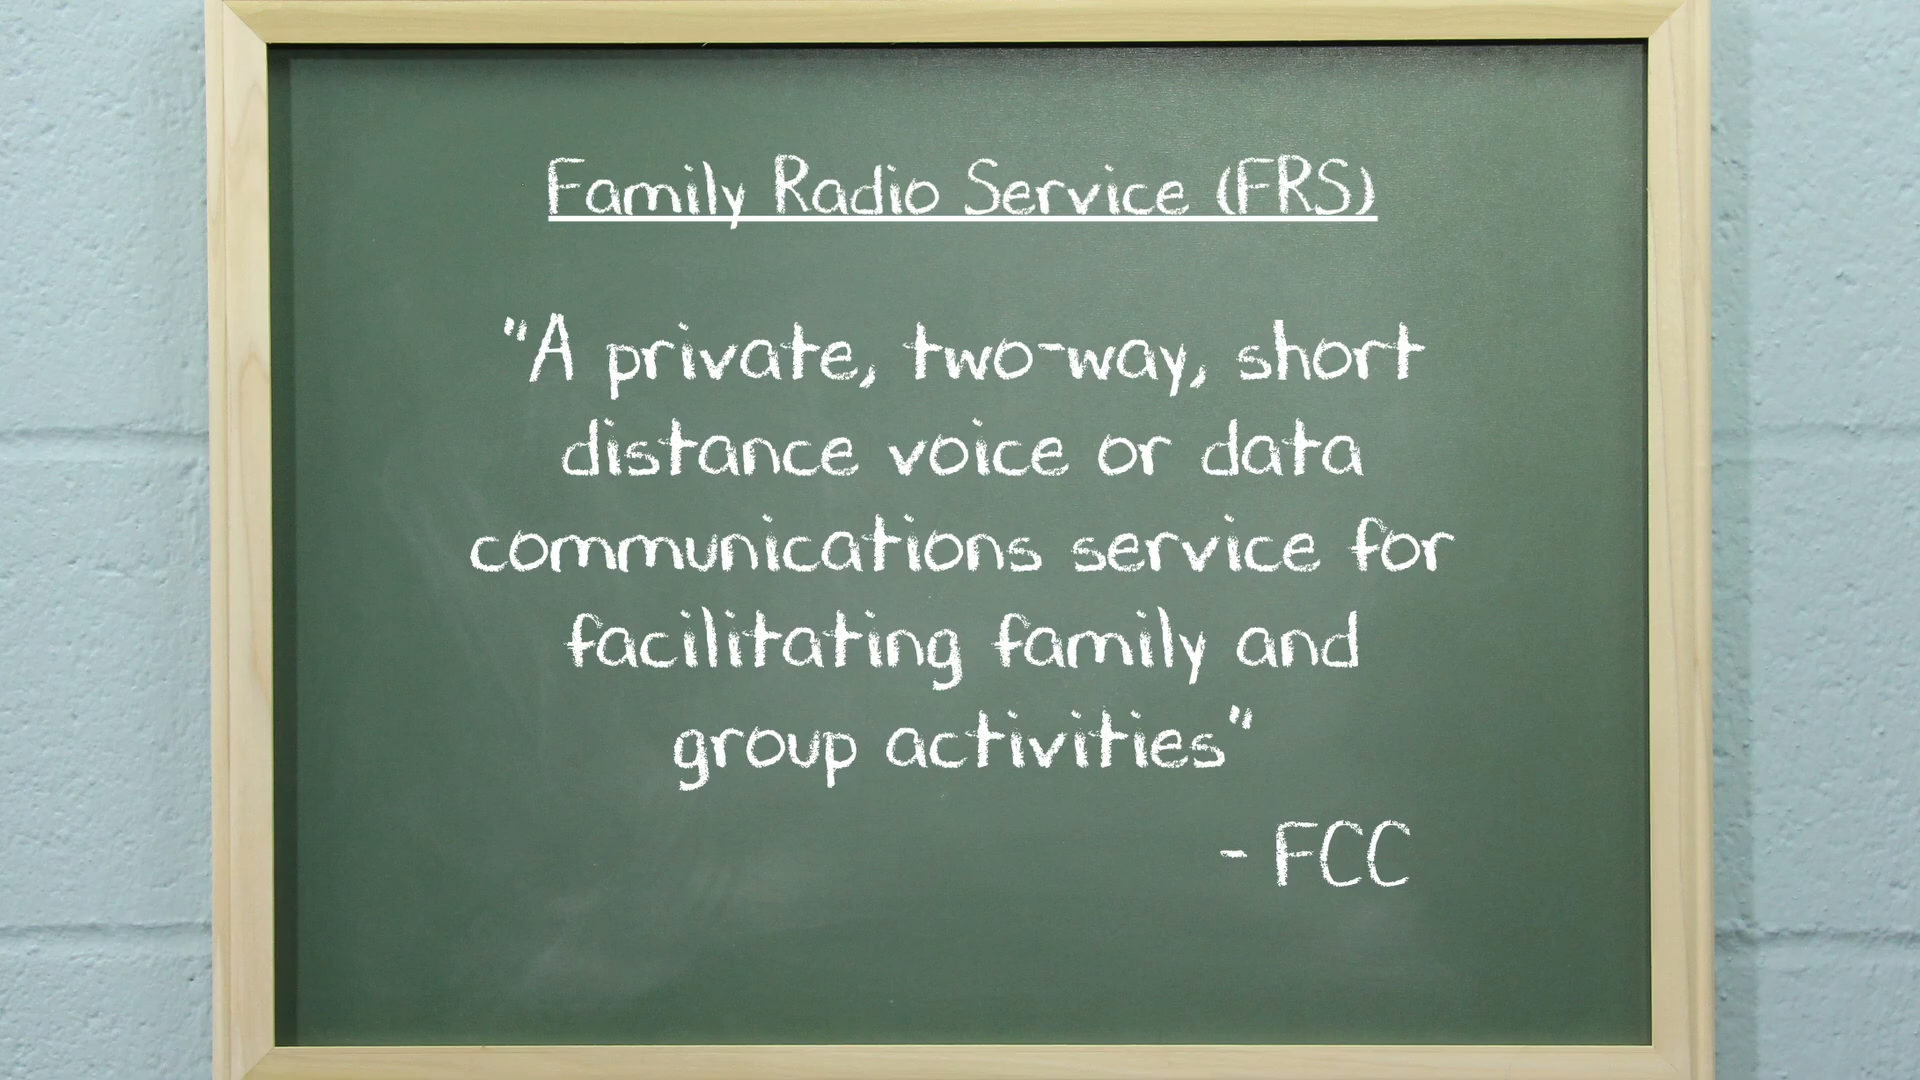 Family Radio Service (FRS)
"A private, two-way, short
distance voice or data
communications service for
facilitating family and
group activities"
- FCC